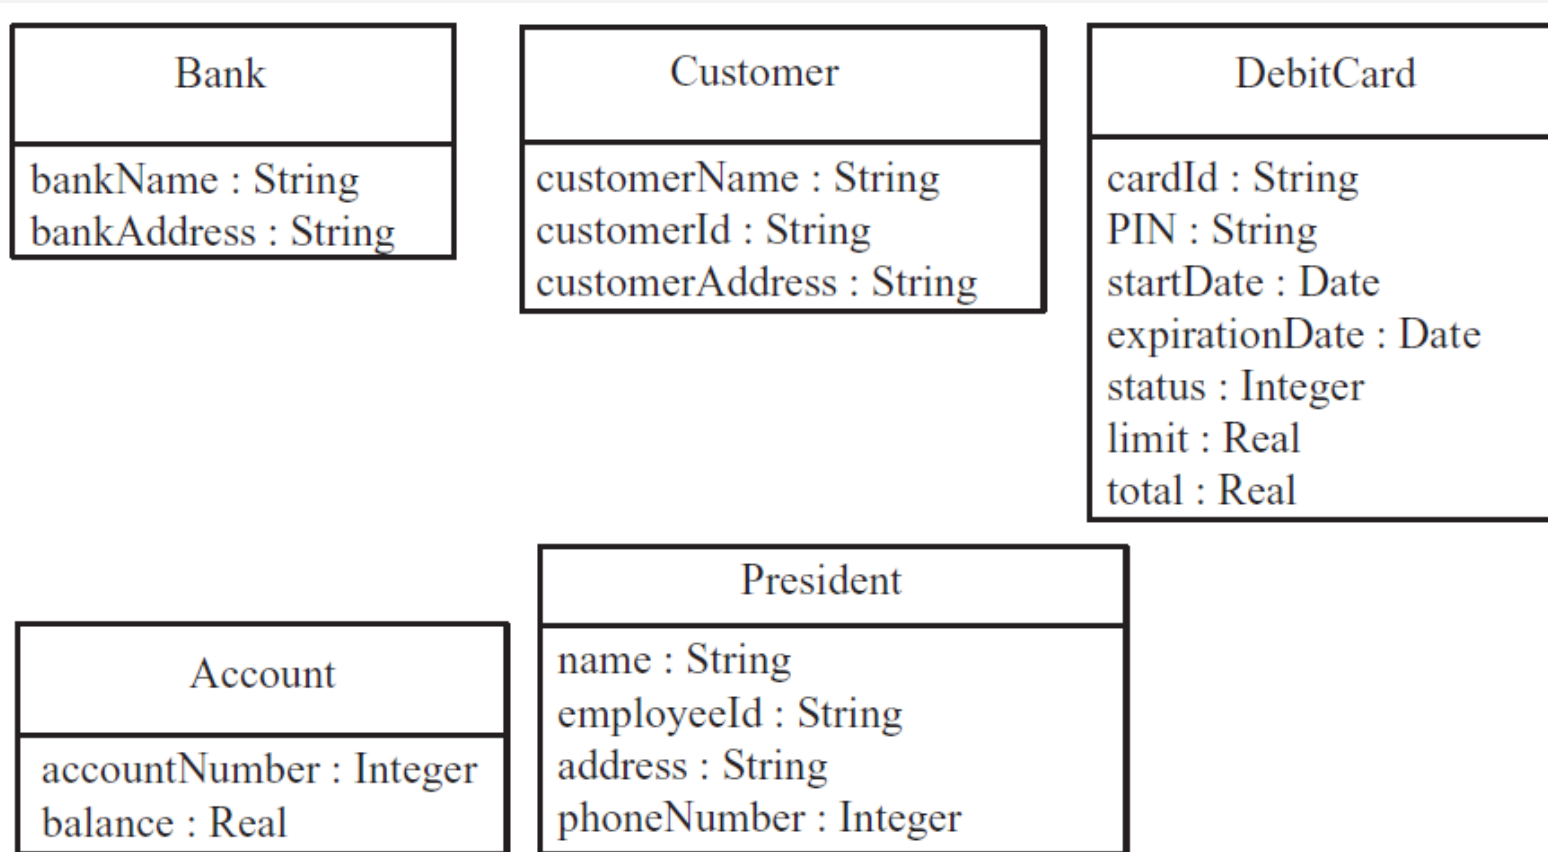 Bank
bankName : String
bankAddress : String
Customer
customerName : String
customerId : String
customerAddress : String
DebitCard
cardId : String
PIN : String
startDate : Date
expirationDate : Date
status : Integer
limit : Real
total : Real
Account
accountNumber : Integer
balance : Real
President
name : String
employeeId : String
address : String
phoneNumber : Integer